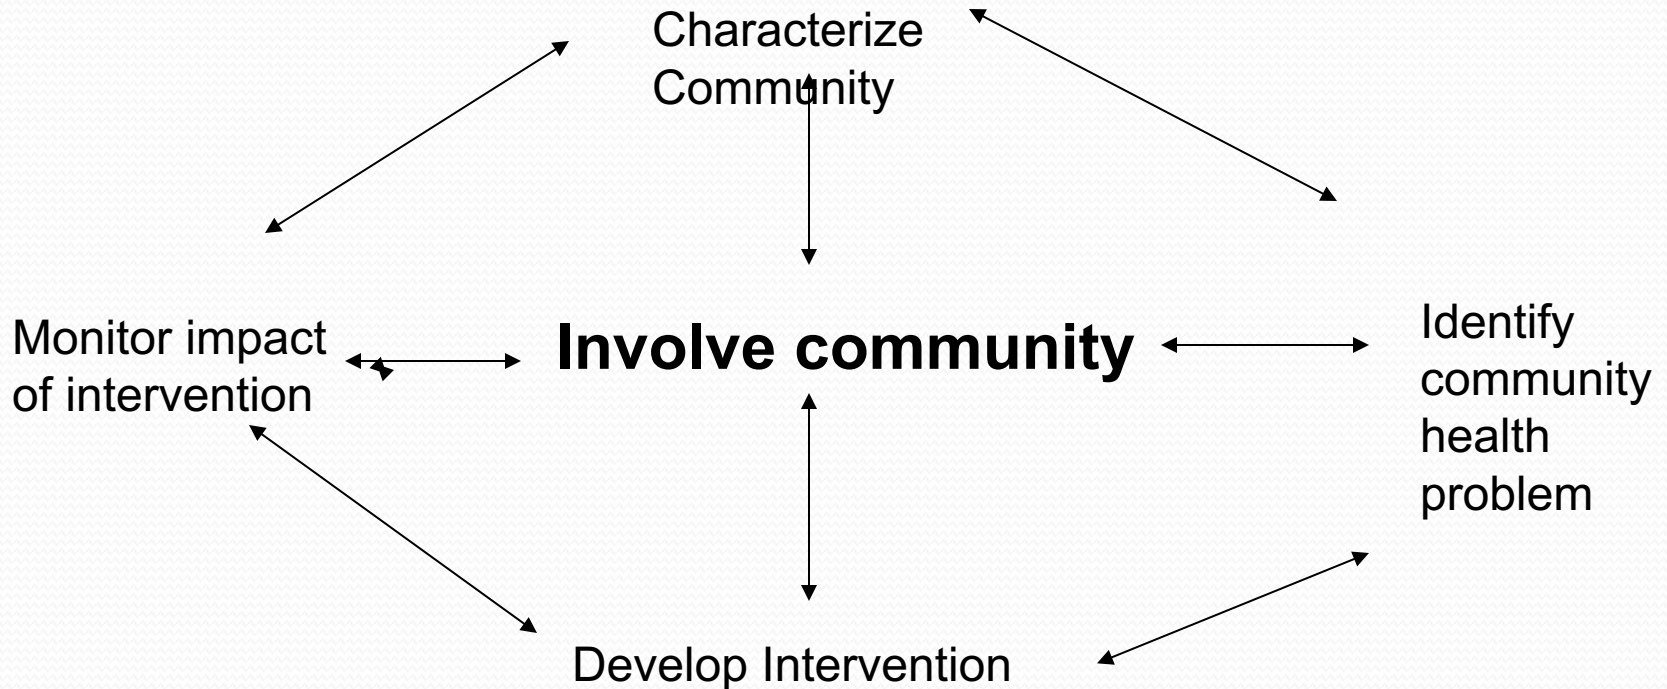 Characterize
Community
Monitor impact
of intervention
Involve community
Identify
community
health
problem
Develop Intervention